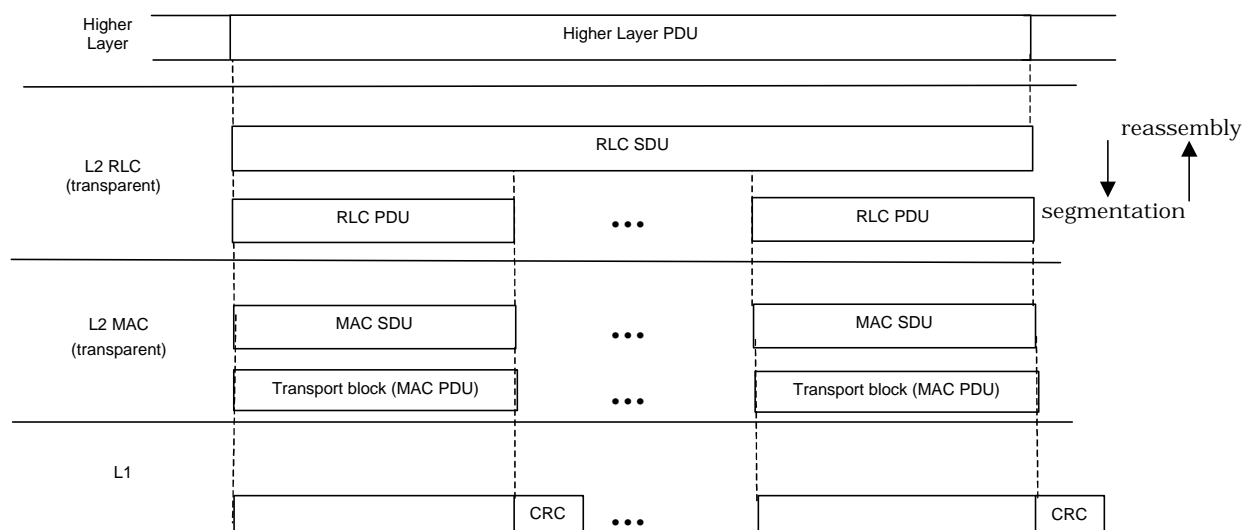 Higher
Layer
Higher Layer PDU
RLC SDU
reassembly
L2 RLC
(transparent)
RLC PDU
•••
RLC PDU
segmentation
L2 MAC
(transparent)
MAC SDU
•••
MAC SDU
Transport block (MAC PDU)
•••
Transport block (MAC PDU)
L1
CRC
•••
CRC